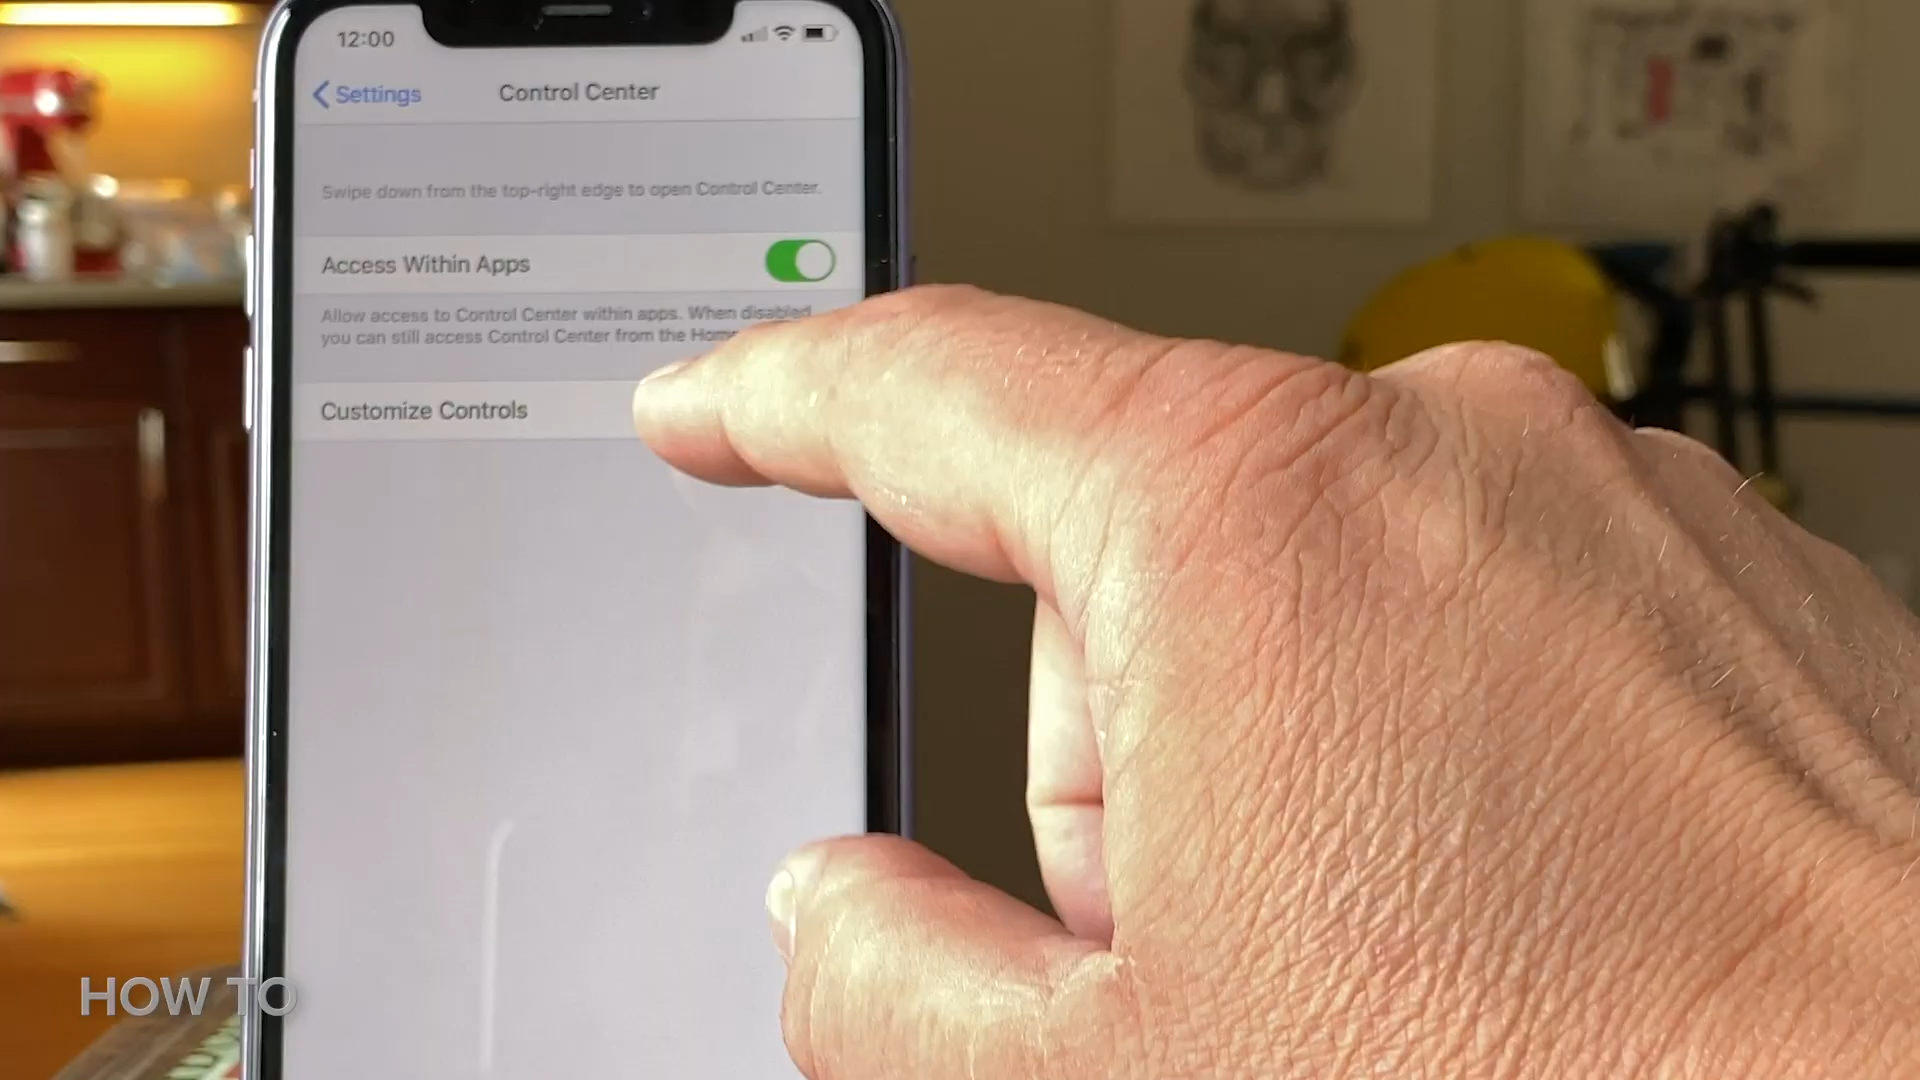 12:00
Settings
Control Center
Swipe down from the top-right edge to open Control Center.
Access Within Apps
Allow access to Control Center within apps. When disabled
you can still access Control Center from the Home
Customize Controls
HOW TO